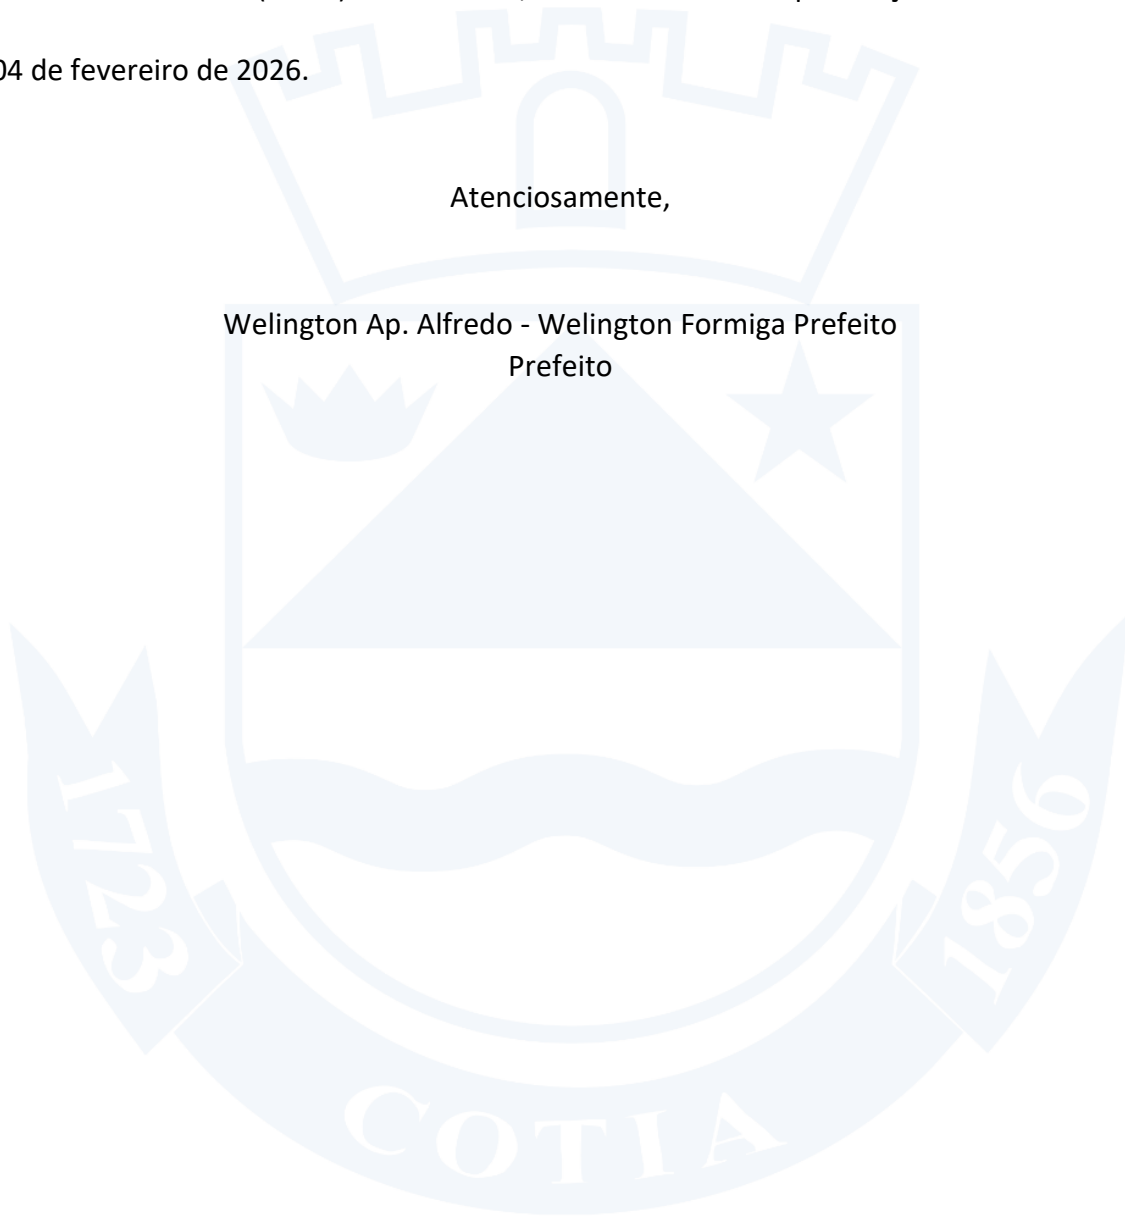 04 de fevereiro de 2026.
Atenciosamente,
Welington Ap. Alfredo - Welington Formiga Prefeito
Prefeito
1723
1856
COTIA